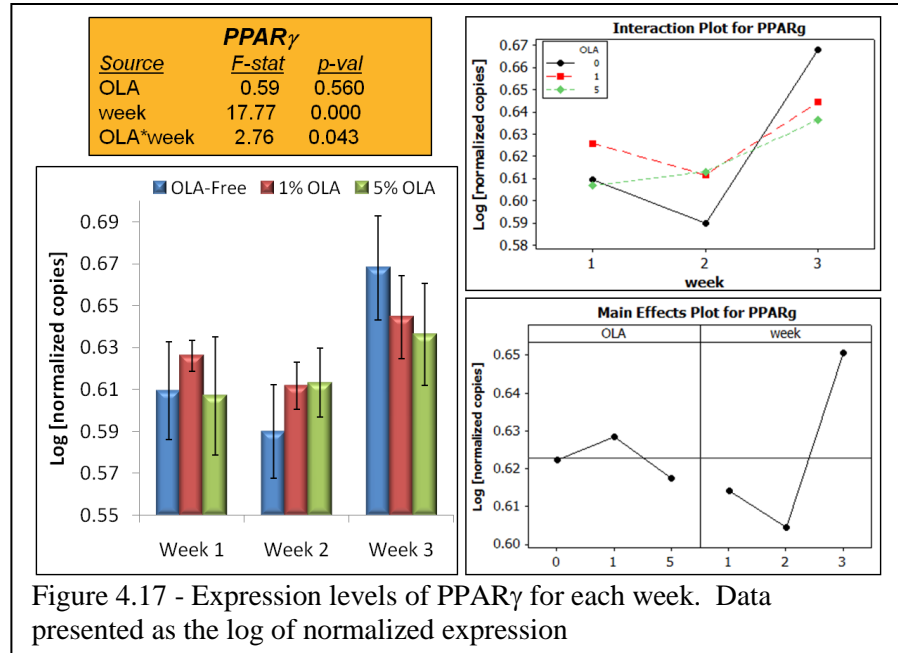 PPARγ
Source F-stat p-val
OLA 0.59 0.560
week 17.77 0.000
OLA*week 2.76 0.043
OLA-Free 1% OLA 5% OLA
Log [normalized copies]
0.69
0.67
0.65
0.63
0.61
0.59
0.57
0.55
Week 1 Week 2 Week 3
Interaction Plot for PPARg
OLA
0
1
5
Log [normalized copies]
0.67
0.66
0.65
0.64
0.63
0.62
0.61
0.60
0.59
0.58
1 2 3
week
Main Effects Plot for PPARg
OLA week
Log [normalized copies]
0.65
0.64
0.63
0.62
0.61
0.60
0 1 5 1 2 3
Figure 4.17 - Expression levels of PPARγ for each week. Data
presented as the log of normalized expression